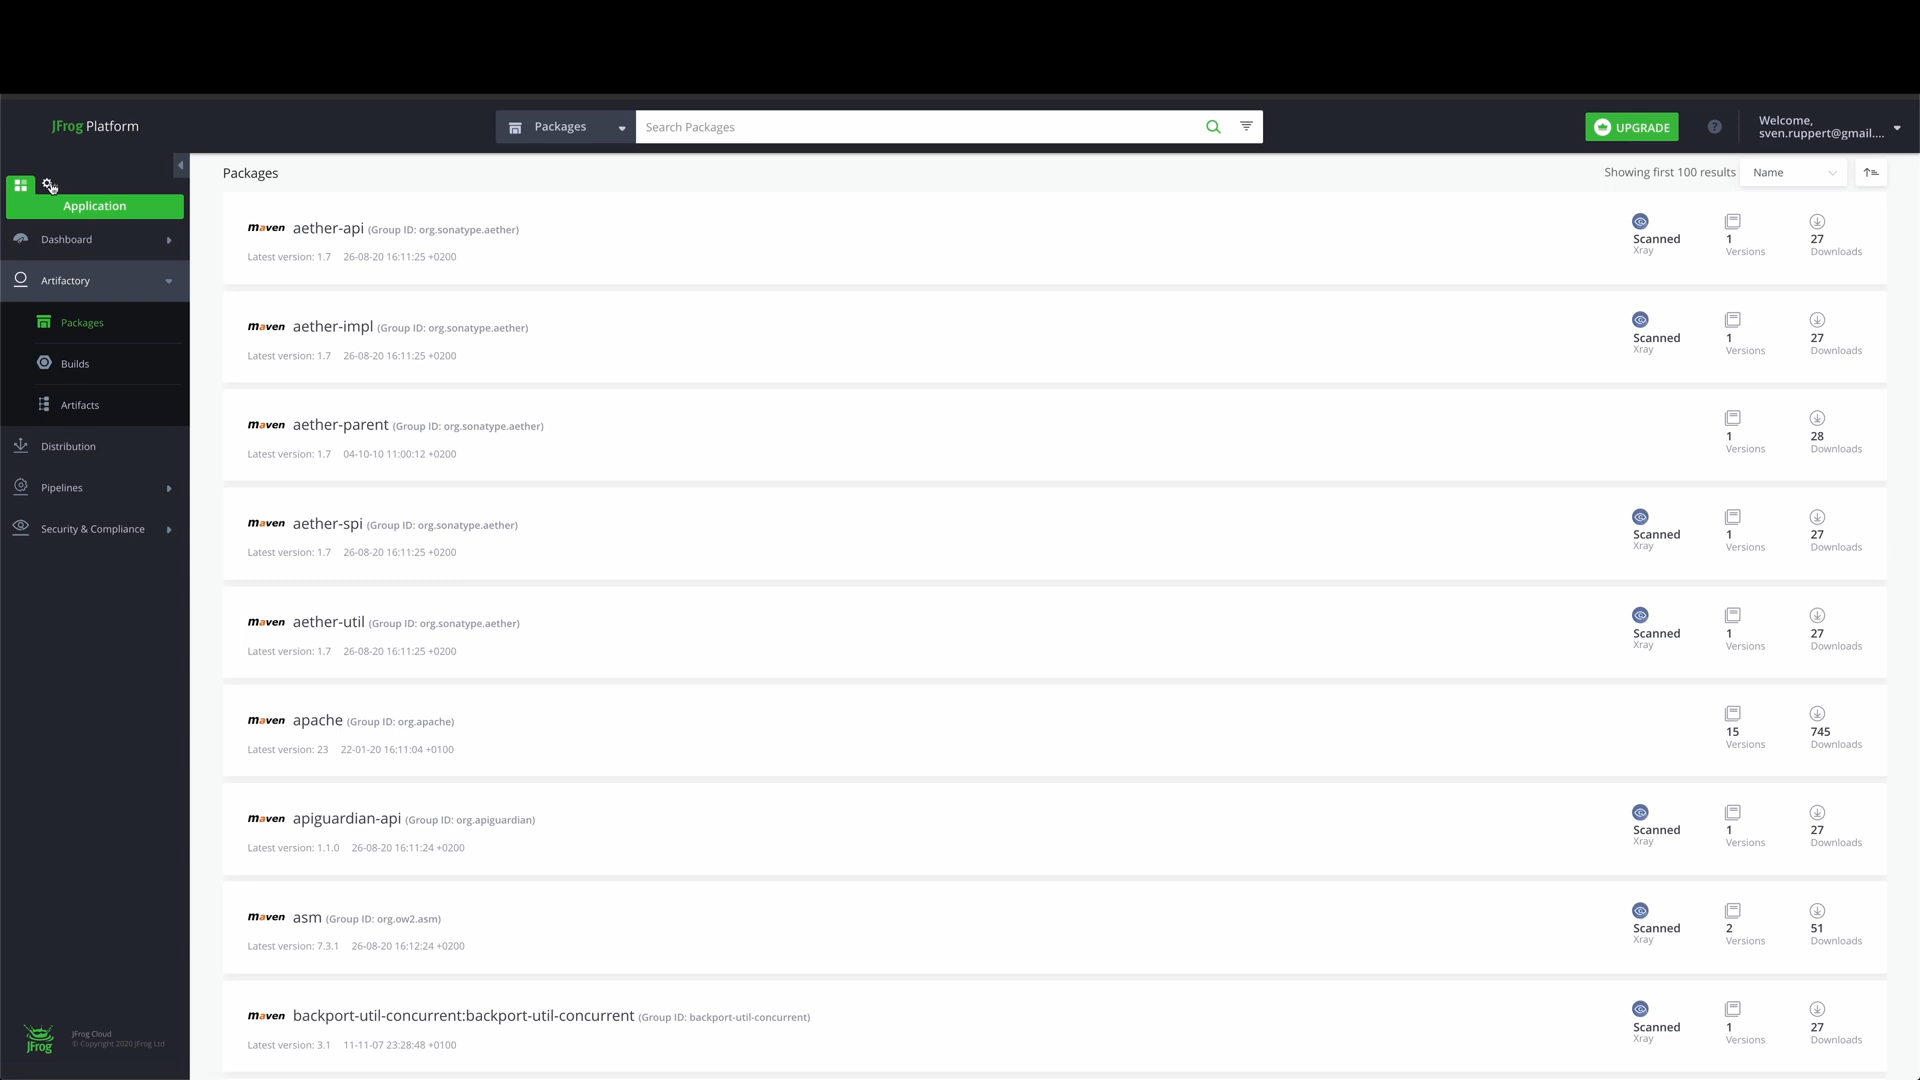 JFrog Platform
Packages
Search Packages
UPGRADE
?
Welcome,
sven.ruppert@gmail....
Application
Dashboard
Artifactory
Packages
Builds
Artifacts
Distribution
Pipelines
Security & Compliance
JFrog
JFrog Cloud
© Copyright 2020 JFrog Ltd
Packages
Showing first 100 results
Name
maven aether-api (Group ID: org.sonatype.aether)
Latest version: 1.7 26-08-20 16:11:25 +0200
Scanned
Xray
1
Versions
27
Downloads
maven aether-impl (Group ID: org.sonatype.aether)
Latest version: 1.7 26-08-20 16:11:25 +0200
Scanned
Xray
1
Versions
27
Downloads
maven aether-parent (Group ID: org.sonatype.aether)
Latest version: 1.7 04-10-10 11:00:12 +0200
1
Versions
28
Downloads
maven aether-spi (Group ID: org.sonatype.aether)
Latest version: 1.7 26-08-20 16:11:25 +0200
Scanned
Xray
1
Versions
27
Downloads
maven aether-util (Group ID: org.sonatype.aether)
Latest version: 1.7 26-08-20 16:11:25 +0200
Scanned
Xray
1
Versions
27
Downloads
maven apache (Group ID: org.apache)
Latest version: 23 22-01-20 16:11:04 +0100
15
Versions
745
Downloads
maven apiguardian-api (Group ID: org.apiguardian)
Latest version: 1.1.0 26-08-20 16:11:24 +0200
Scanned
Xray
1
Versions
27
Downloads
maven asm (Group ID: org.ow2.asm)
Latest version: 7.3.1 26-08-20 16:12:24 +0200
Scanned
Xray
2
Versions
51
Downloads
maven backport-util-concurrent:backport-util-concurrent (Group ID: backport-util-concurrent)
Latest version: 3.1 11-11-07 23:28:48 +0100
Scanned
Xray
1
Versions
27
Downloads